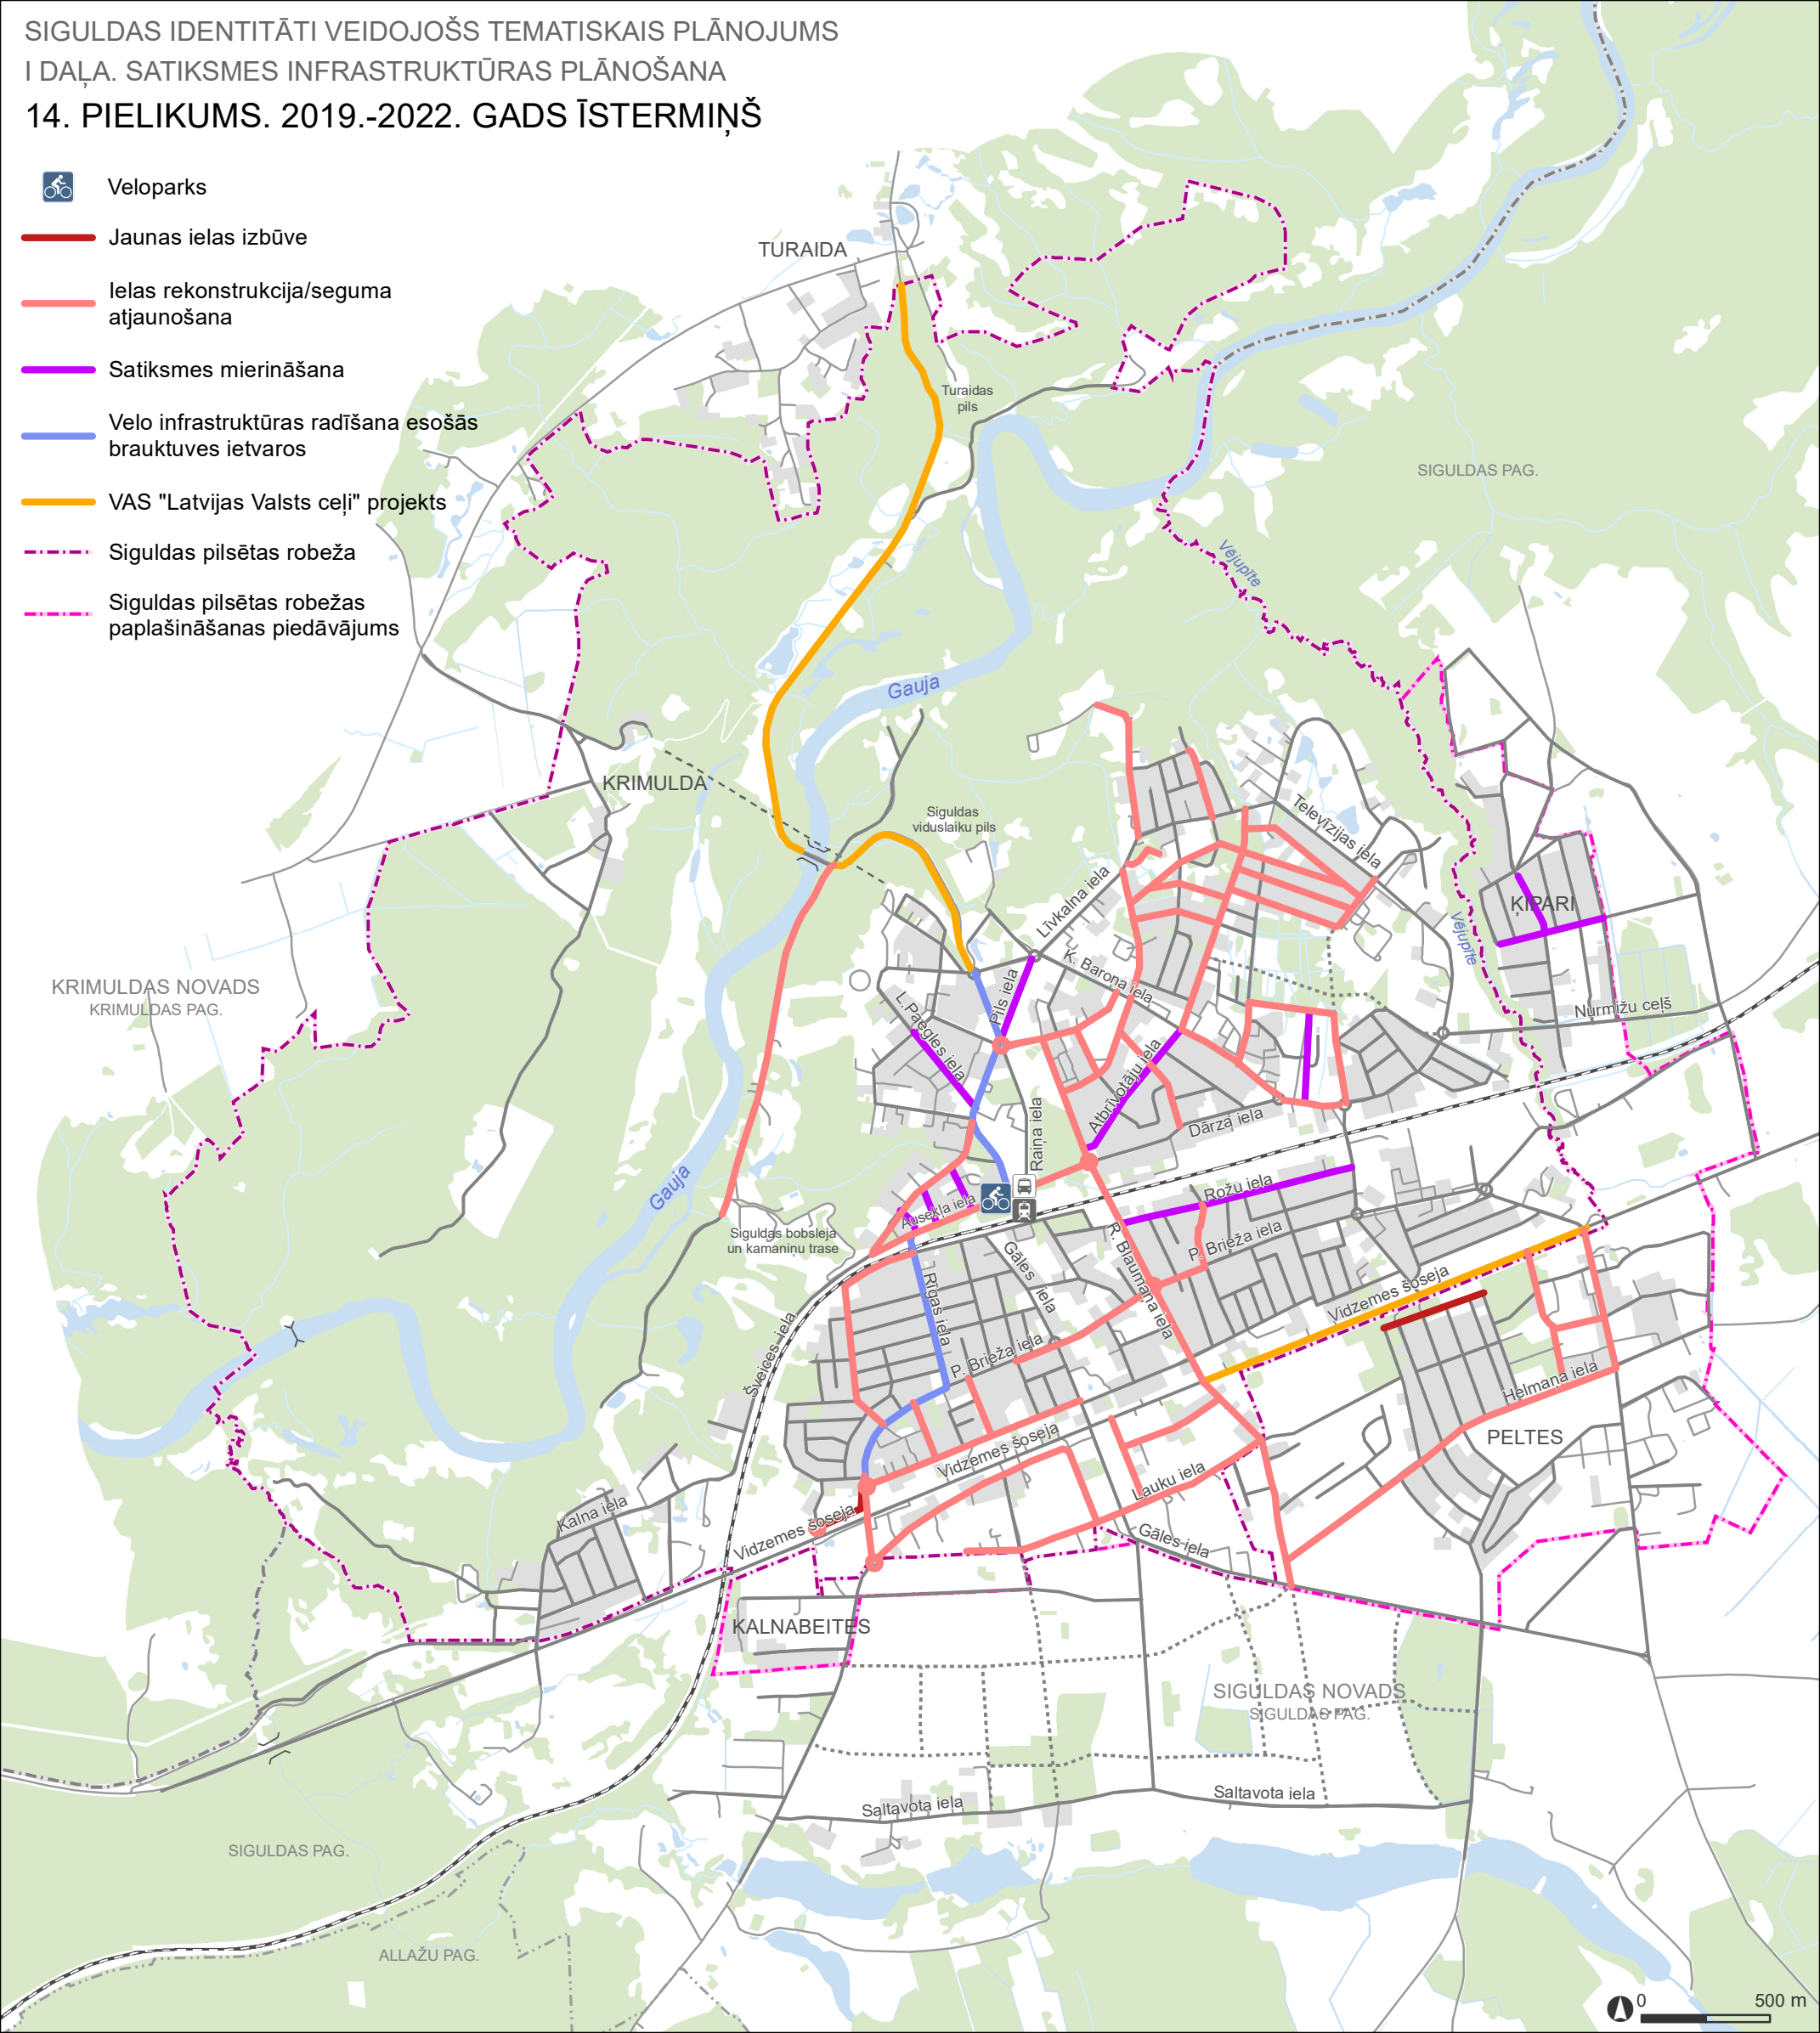 SIGULDAS IDENTITĀTI VEIDOJOŠS TEMATISKAIS PLĀNOJUMS
I DAĻA. SATIKSMES INFRASTRUKTŪRAS PLĀNOŠANA
14. PIELIKUMS. 2019.-2022. GADS ĪSTERMIŅŠ
Veloparks
Jaunas ielas izbūve
Ielas rekonstrukcija/seguma
atjaunošana
Satiksmes mierināšana
Velo infrastruktūras radīšana esošās
brauktuves ietvaros
VAS "Latvijas Valsts ceļi" projekts
Siguldas pilsētas robeža
Siguldas pilsētas robežas
paplašināšanas piedāvājums
TURAIDA
Turaidas
pils
SIGULDAS PAG.
Vējupīte
Gauja
KRIMULDA
Siguldas
viduslaiku pils
Televīzijas iela
Līvkalna iela
ĶIPARI
Vējupīte
K. Barona iela
KRIMULDAS NOVADS
KRIMULDAS PAG.
Pils iela
L.Paegles iela
Nurmižu ceļš
Atbrīvotāju iela
Raiņa iela
Dārza iela
Gauja
Rožu iela
Ausekļa iela
Siguldas bobsleja
un kamaniņu trase
P. Brieža iela
R. Blaumaņa iela
Gāles iela
Rīgas iela
Vidzemes šoseja
Šveices iela
P. Brieža iela
Helmaņa iela
PELTES
Vidzemes šoseja
Lauku iela
Kalna iela
Vidzemes šoseja
Gāles iela
KALNABEITES
SIGULDAS NOVADS
SIGULDAS PAG.
Saltavota iela
Saltavota iela
SIGULDAS PAG.
ALLAŽU PAG.
0 500 m